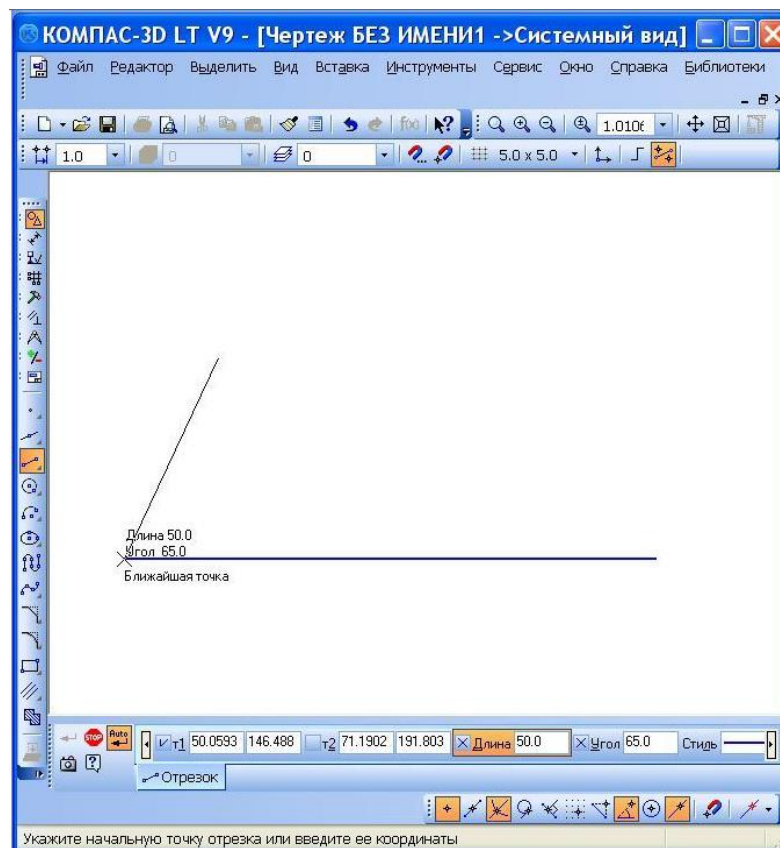 КОМПАС-3D LT V9 - [Чертеж БЕЗ ИМЕНИ1 ->Системный вид]
Файл Редактор Выделить Вид Вставка Инструменты Сервис Окно Справка Библиотеки
f(x) 1.0106
1.0 0 0 5.0 x 5.0
Длина 50.0
Угол 65.0
Ближайшая точка
STOP Auto т1 50.0593 146.488 т2 71.1902 191.803 Длина 50.0 Угол 65.0 Стиль
Отрезок
Укажите начальную точку отрезка или введите ее координаты